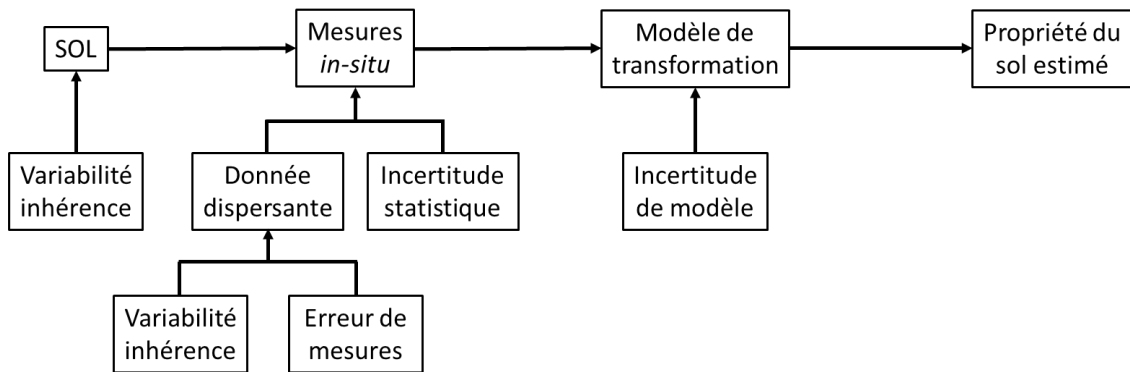 SOL
Mesures
in-situ
Modèle de
transformation
Propriété du
sol estimé
Variabilité
inhérence
Donnée
dispersante
Incertitude
statistique
Incertitude
de modèle
Variabilité
inhérence
Erreur de
mesures